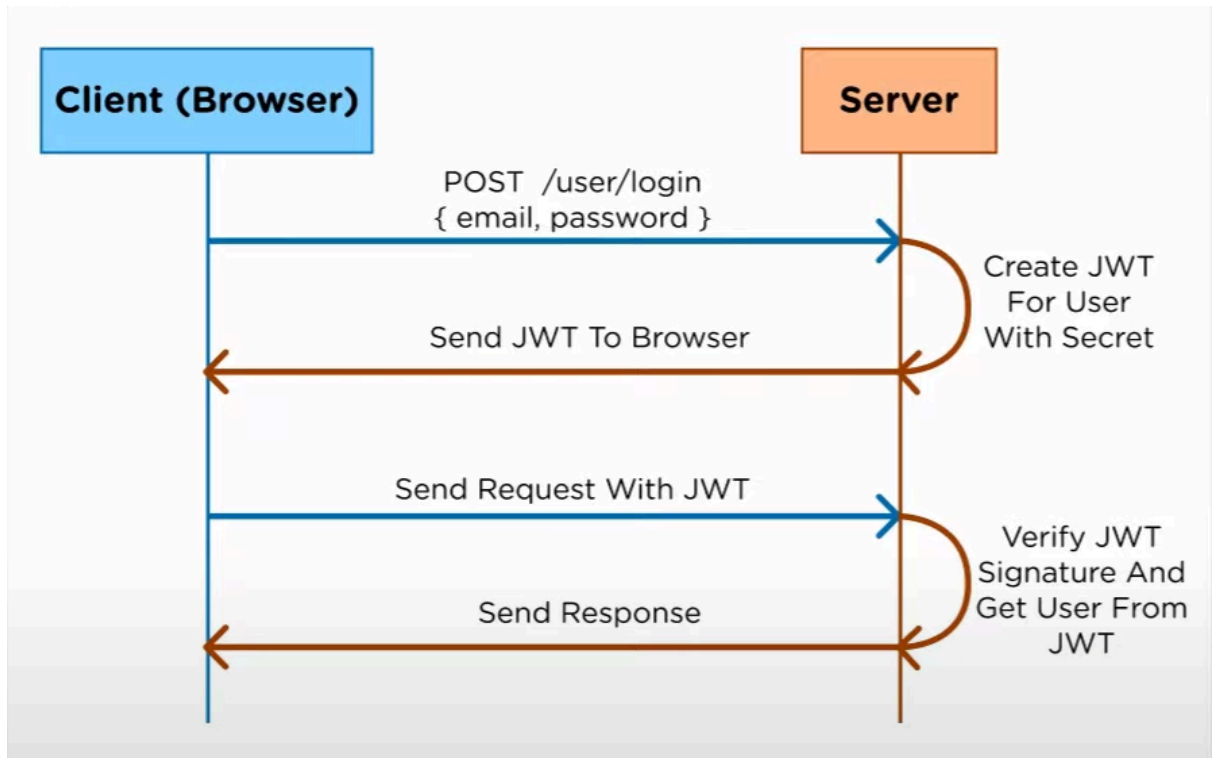 Client (Browser)
Server
POST /user/login
{ email, password }
Create JWT
For User
With Secret
Send JWT To Browser
Send Request With JWT
Verify JWT
Signature And
Get User From
JWT
Send Response